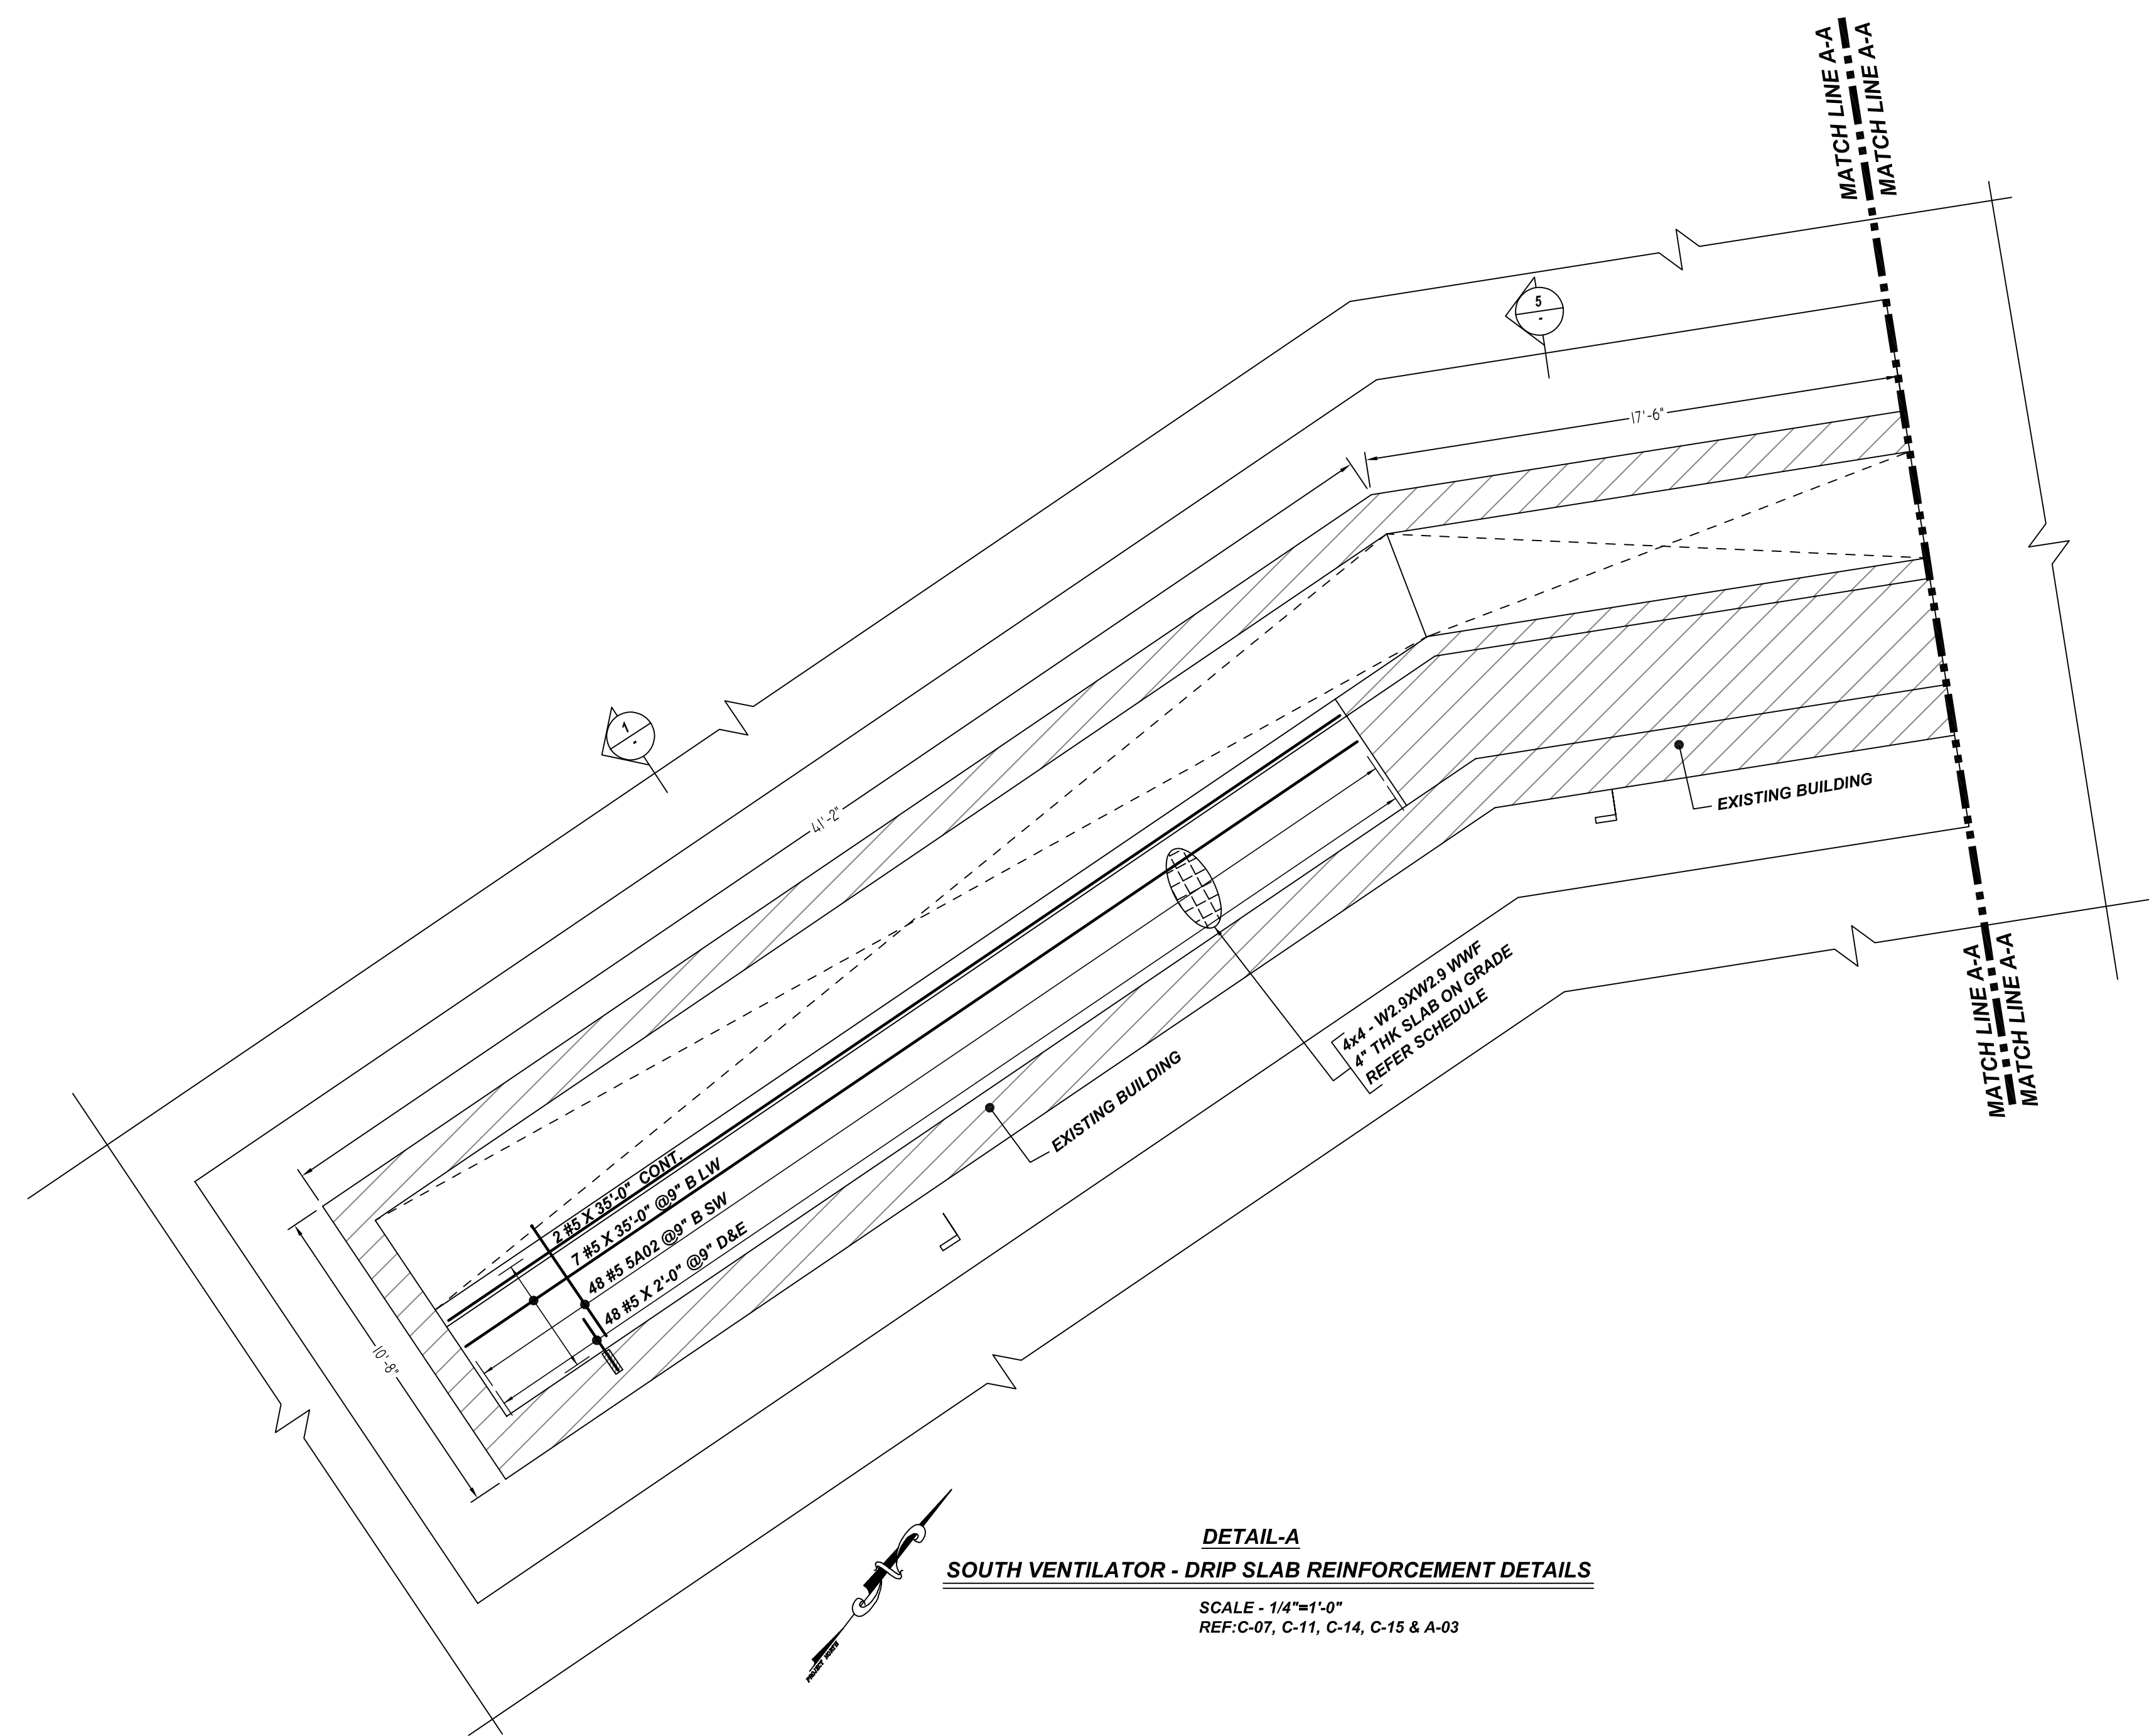 MATCH LINE A-A
MATCH LINE A-A
5
-
17'-6"
1
-
41'-2"
EXISTING BUILDING
4x4 - W2.9XW2.9 WWF
4" THK SLAB ON GRADE
REFER SCHEDULE
MATCH LINE A-A
MATCH LINE A-A
EXISTING BUILDING
2 #5 X 35'-0" CONT.
7 #5 X 35'-0" @9" B LW
48 #5 5A02 @9" B SW
48 #5 X 2'-0" @9" D&E
10'-8"
DETAIL-A
SOUTH VENTILATOR - DRIP SLAB REINFORCEMENT DETAILS
SCALE - 1/4"=1'-0"
REF:C-07, C-11, C-14, C-15 & A-03
PROJECT NORTH